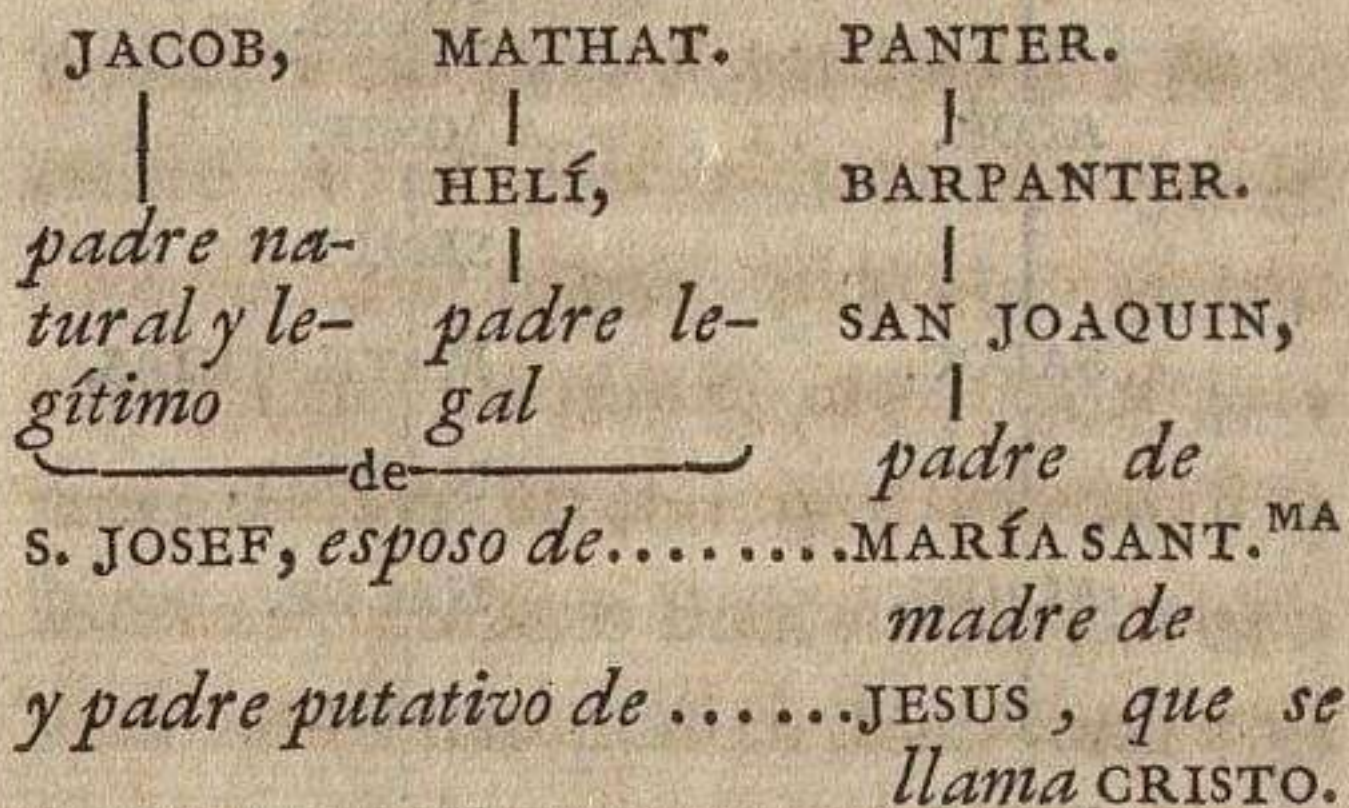 JACOB, MATHAT. PANTER.
HELÍ, BARPANTER.
padre na-
tural y le- padre le- SAN JOAQUIN,
gítimo gal
de padre de
S. JOSEF, esposo de........MARÍA SANT.MA
madre de
y padre putativo de ......JESUS, que se
llama CRISTO.